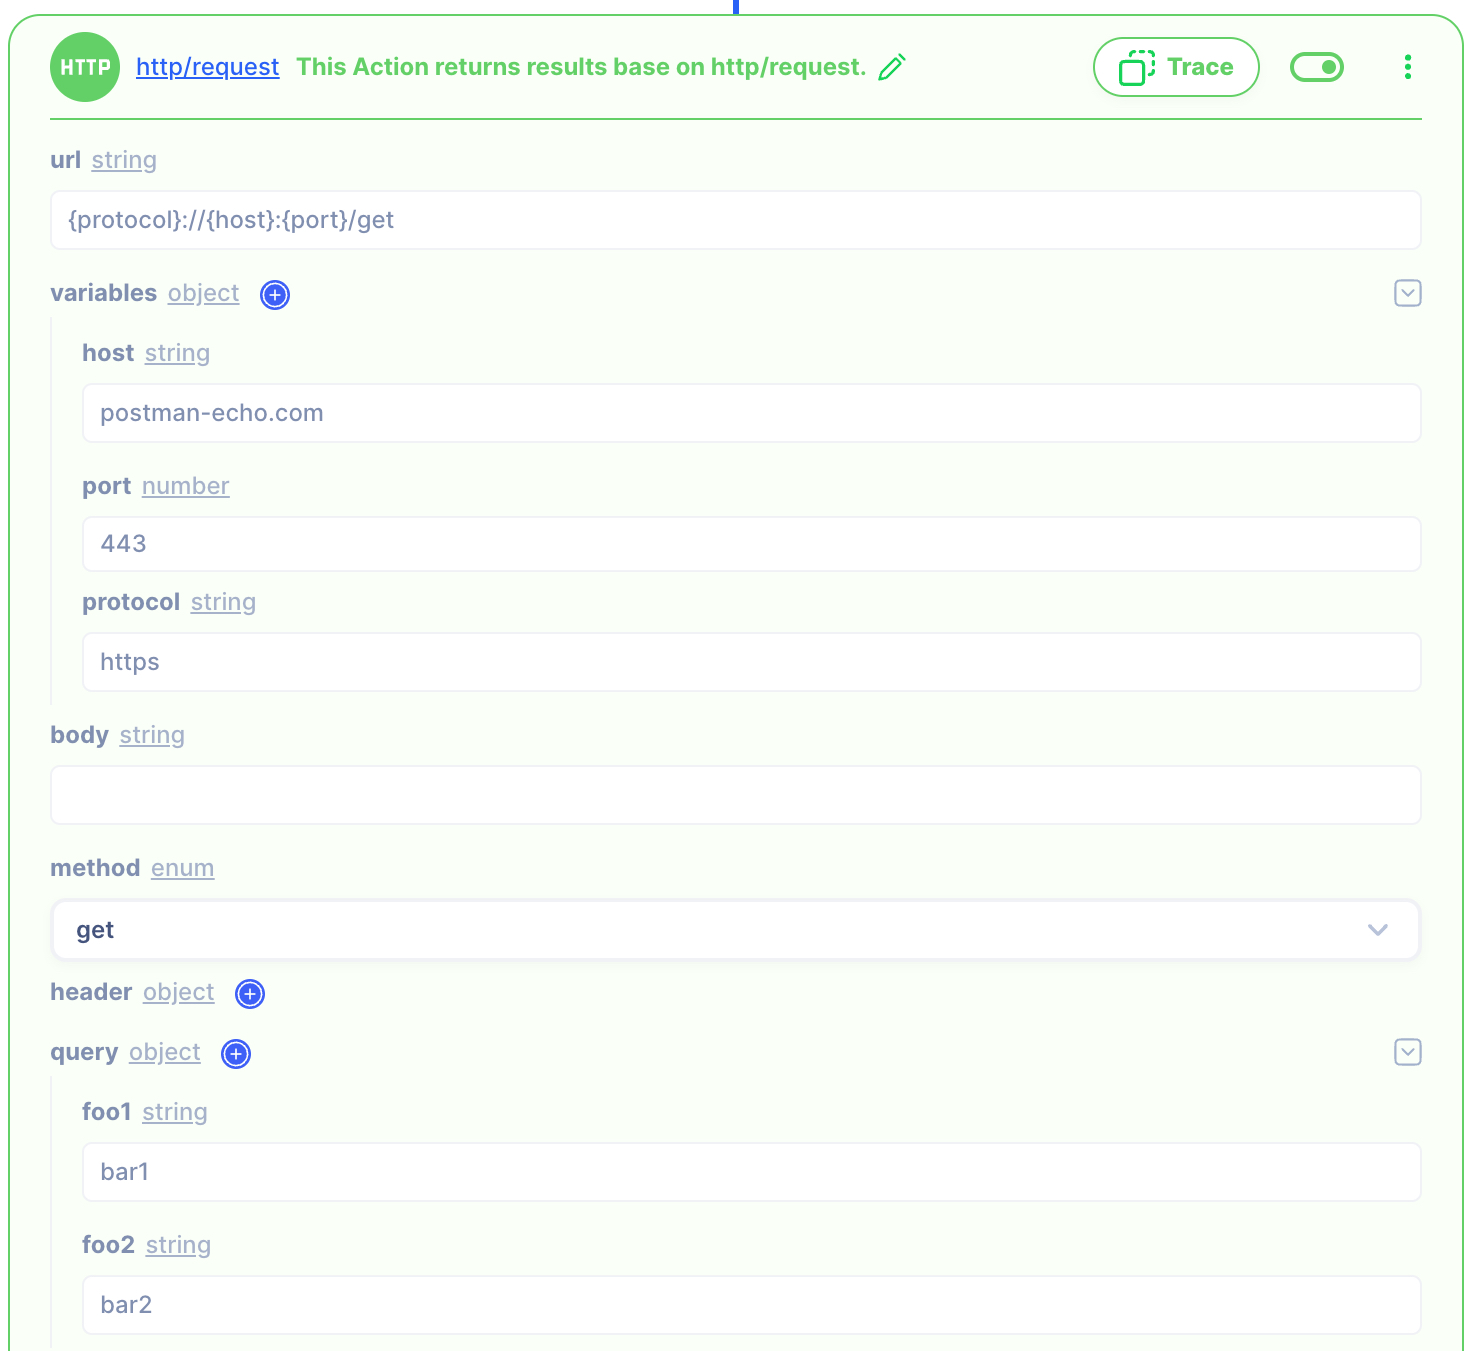 HTTP http/request This Action returns results base on http/request. Trace
url string
{protocol}://{host}:{port}/get
variables object
host string
postman-echo.com
port number
443
protocol string
https
body string
method enum
get
header object
query object
foo1 string
bar1
foo2 string
bar2